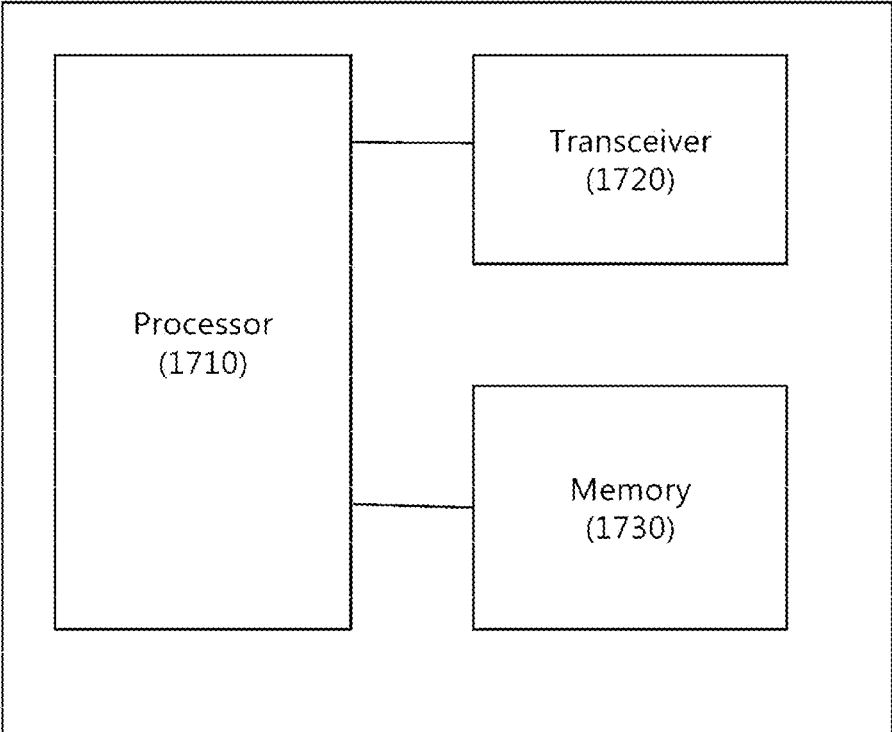 Processor
(1710)
Transceiver
(1720)
Memory
(1730)